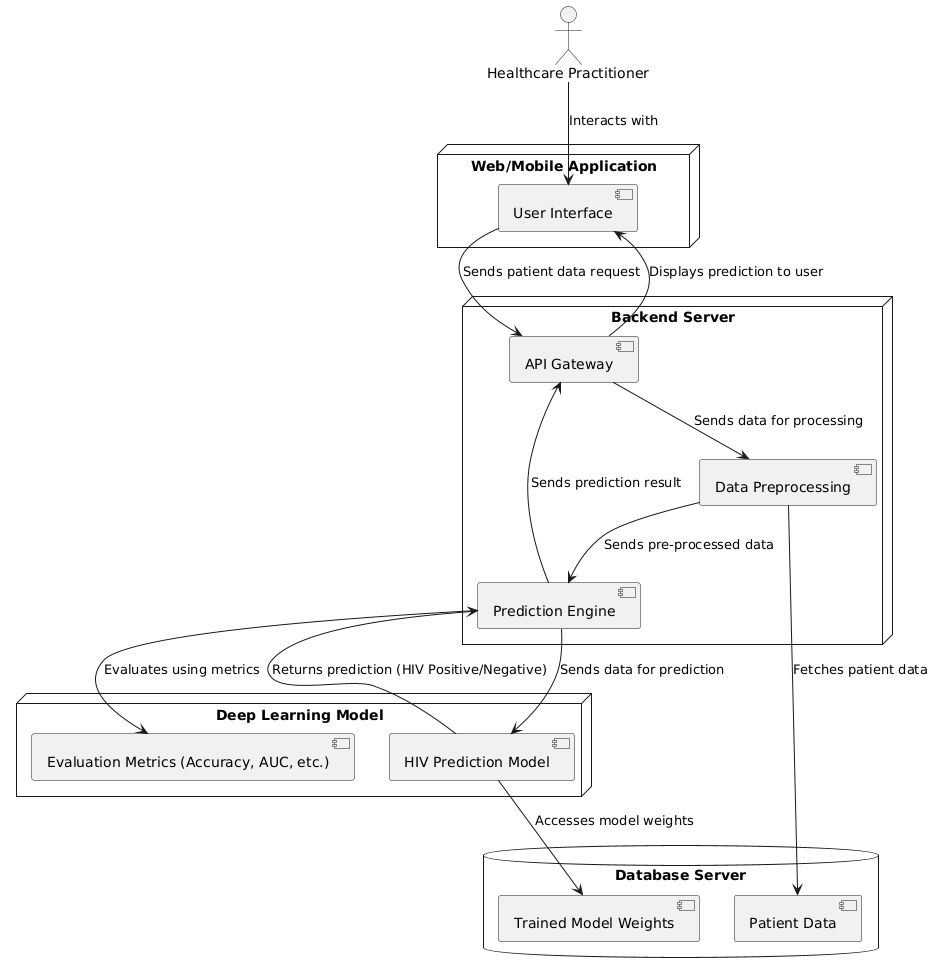 Healthcare Practitioner
Interacts with
Web/Mobile Application
User Interface
Sends patient data request
Displays prediction to user
Backend Server
API Gateway
Sends data for processing
Sends prediction result
Data Preprocessing
Sends pre-processed data
Prediction Engine
Evaluates using metrics
Returns prediction (HIV Positive/Negative)
Sends data for prediction
Fetches patient data
Deep Learning Model
Evaluation Metrics (Accuracy, AUC, etc.)
HIV Prediction Model
Accesses model weights
Database Server
Trained Model Weights
Patient Data